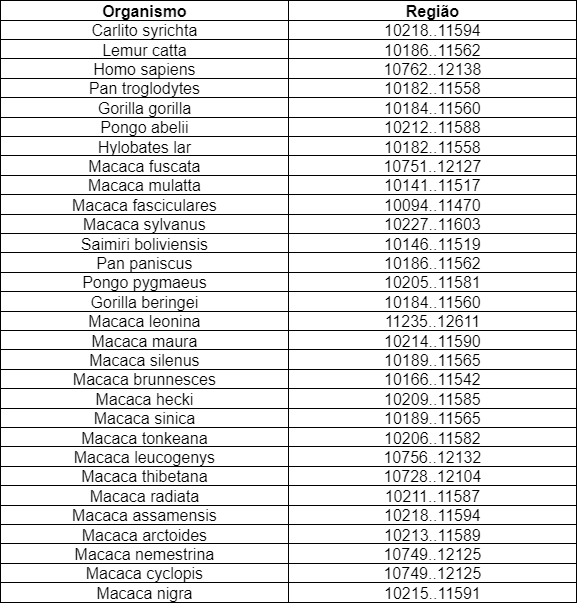 Organismo Região
Carlito syrichta 10218..11594
Lemur catta 10186..11562
Homo sapiens 10762..12138
Pan troglodytes 10182..11558
Gorilla gorilla 10184..11560
Pongo abelii 10212..11588
Hylobates lar 10182..11558
Macaca fuscata 10751..12127
Macaca mulatta 10141..11517
Macaca fasciculares 10094..11470
Macaca sylvanus 10227..11603
Saimiri boliviensis 10146..11519
Pan paniscus 10186..11562
Pongo pygmaeus 10205..11581
Gorilla beringei 10184..11560
Macaca leonina 11235..12611
Macaca maura 10214..11590
Macaca silenus 10189..11565
Macaca brunnesces 10166..11542
Macaca hecki 10209..11585
Macaca sinica 10189..11565
Macaca tonkeana 10206..11582
Macaca leucogenys 10756..12132
Macaca thibetana 10728..12104
Macaca radiata 10211..11587
Macaca assamensis 10218..11594
Macaca arctoides 10213..11589
Macaca nemestrina 10749..12125
Macaca cyclopis 10749..12125
Macaca nigra 10215..11591